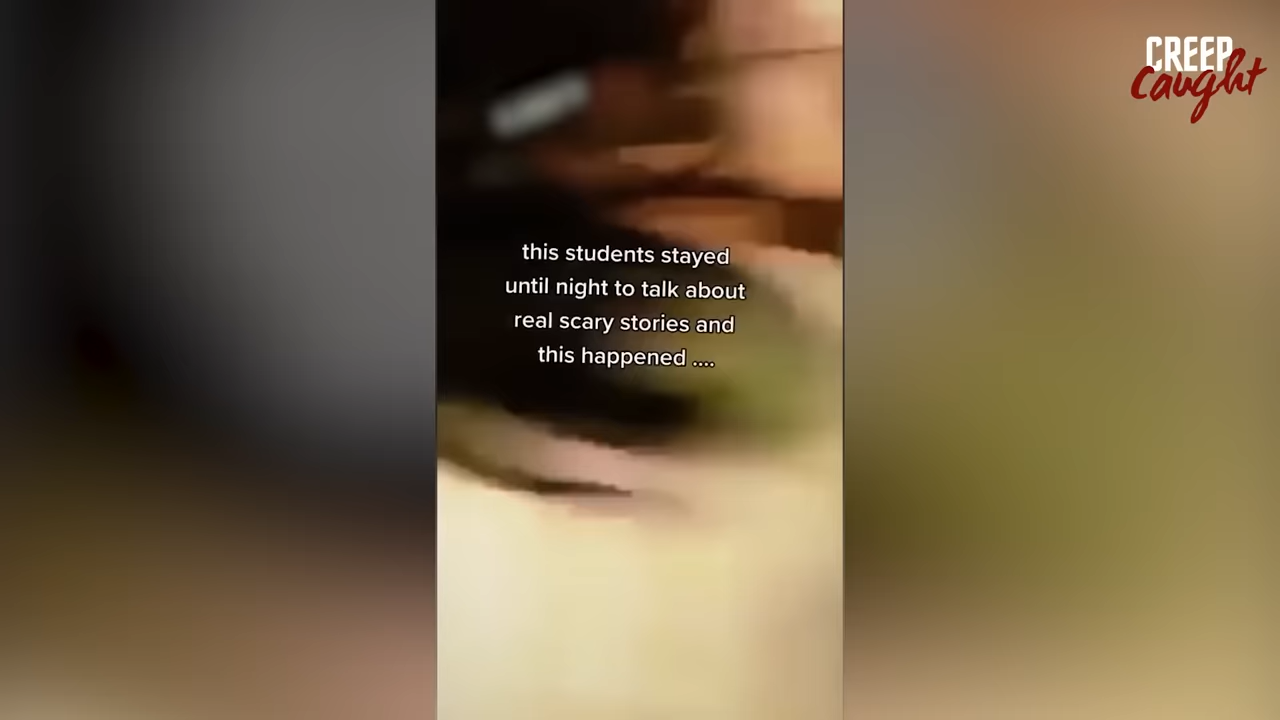 CREEP
Caught
this students stayed
until night to talk about
real scary stories and
this happened ....